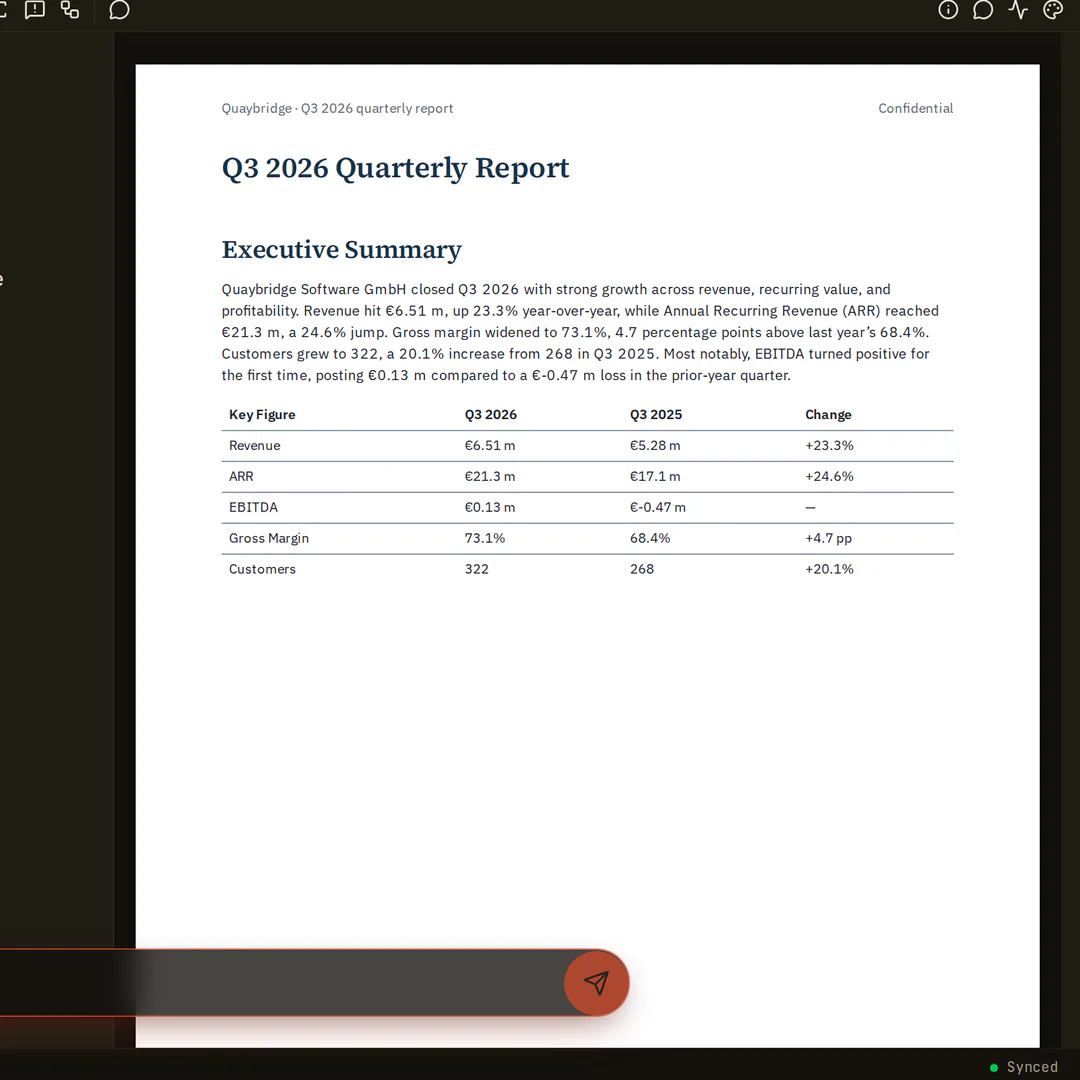 Quaybridge · Q3 2026 quarterly report Confidential
Q3 2026 Quarterly Report
Executive Summary
Quaybridge Software GmbH closed Q3 2026 with strong growth across revenue, recurring value, and
profitability. Revenue hit €6.51 m, up 23.3% year-over-year, while Annual Recurring Revenue (ARR) reached
€21.3 m, a 24.6% jump. Gross margin widened to 73.1%, 4.7 percentage points above last year’s 68.4%.
Customers grew to 322, a 20.1% increase from 268 in Q3 2025. Most notably, EBITDA turned positive for
the first time, posting €0.13 m compared to a €-0.47 m loss in the prior-year quarter.
Key Figure Q3 2026 Q3 2025 Change
Revenue €6.51 m €5.28 m +23.3%
ARR €21.3 m €17.1 m +24.6%
EBITDA €0.13 m €-0.47 m —
Gross Margin 73.1% 68.4% +4.7 pp
Customers 322 268 +20.1%
Synced